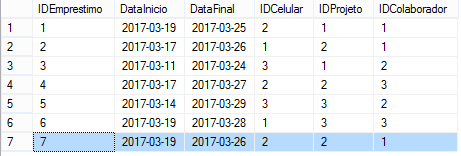 IDEmprestimo DataInicio DataFinal IDCelular IDProjeto IDColaborador
1 1 2017-03-19 2017-03-25 2 1 1
2 2 2017-03-17 2017-03-26 1 2 1
3 3 2017-03-11 2017-03-24 3 1 2
4 4 2017-03-17 2017-03-27 2 2 3
5 5 2017-03-14 2017-03-29 3 3 2
6 6 2017-03-19 2017-03-28 1 3 3
7 7 2017-03-19 2017-03-26 2 2 1